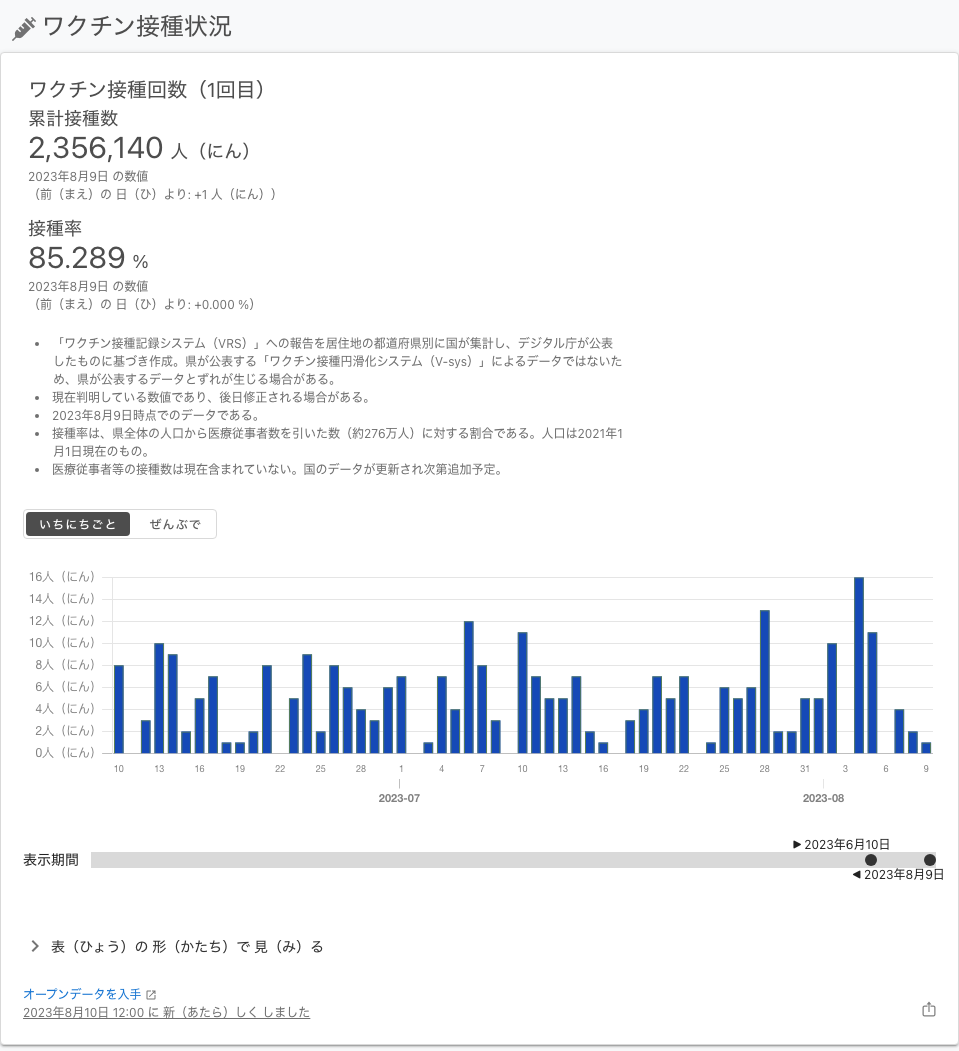 ワクチン接種状況
ワクチン接種回数（1回目）
累計接種数
2,356,140 人（にん）
2023年8月9日 の数値
（前（まえ）の 日（ひ）より: +1 人（にん））
接種率
85.289 %
2023年8月9日 の数値
（前（まえ）の 日（ひ）より: +0.000 %）
• 「ワクチン接種記録システム（VRS）」への報告を居住地の都道府県別に国が集計し、デジタル庁が公表
したものに基づき作成。県が公表する「ワクチン接種円滑化システム（V-sys）」によるデータではないた
め、県が公表するデータとずれが生じる場合がある。
• 現在判明している数値であり、後日修正される場合がある。
• 2023年8月9日時点でのデータである。
• 接種率は、県全体の人口から医療従事者数を引いた数（約276万人）に対する割合である。人口は2021年1
月1日現在のもの。
• 医療従事者等の接種数は現在含まれていない。国のデータが更新され次第追加予定。
いちにちごと ぜんぶで
16人（にん）
14人（にん）
12人（にん）
10人（にん）
8人（にん）
6人（にん）
4人（にん）
2人（にん）
0人（にん）
10 13 16 19 22 25 28 1 4 7 10 13 16 19 22 25 28 31 3 6 9
2023-07 2023-08
▶ 2023年6月10日
表示期間
◀ 2023年8月9日
表（ひょう）の 形（かたち）で 見（み）る
オープンデータを入手
2023年8月10日 12:00 に 新（あたら）しく しました